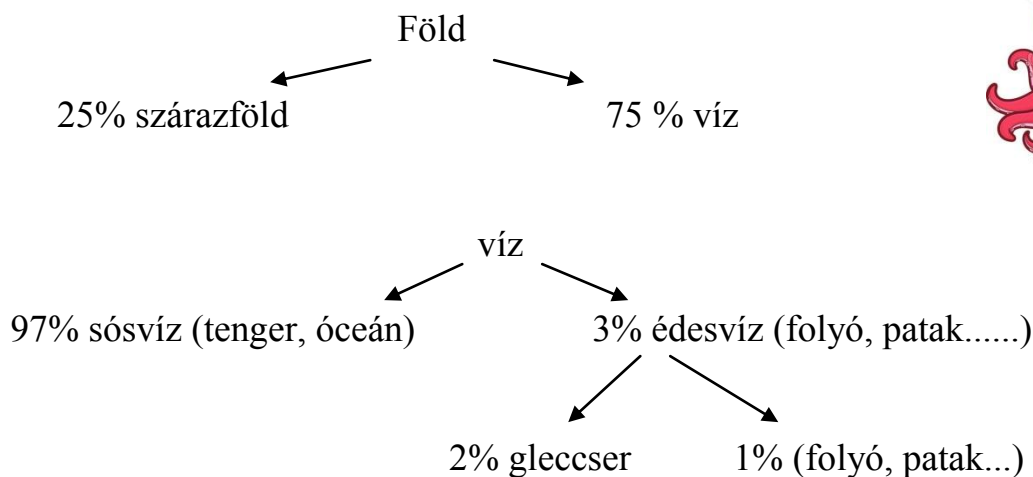 Föld
25% szárazföld 75 % víz
víz
97% sósvíz (tenger, óceán) 3% édesvíz (folyó, patak......)
2% gleccser 1% (folyó, patak...)